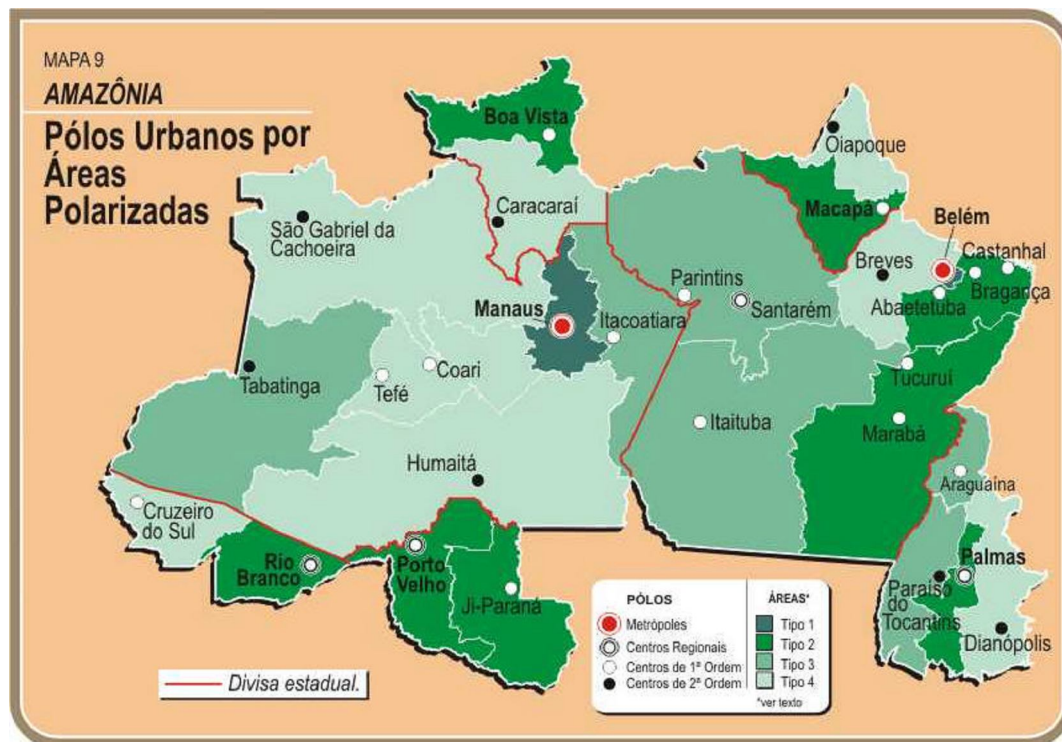 MAPA 9
AMAZÔNIA
Pólos Urbanos por
Áreas
Polarizadas
Boa Vista
Oiapoque
São Gabriel da
Cachoeira
Caracaraí
Macapá
Belém
Castanhal
Breves
Bragança
Abaetetuba
Parintins
Santarém
Manaus
Itacoatiara
Tabatinga
Tefé
Coari
Tucuruí
Itaituba
Marabá
Humaitá
Araguaína
Cruzeiro
do Sul
Rio
Branco
Porto
Velho
Ji-Paraná
Palmas
Paraíso
do
Tocantins
Dianópolis
PÓLOS
Metrópoles
Centros Regionais
Centros de 1ª Ordem
Centros de 2ª Ordem
ÁREAS*
Tipo 1
Tipo 2
Tipo 3
Tipo 4
*ver texto
Divisa estadual.